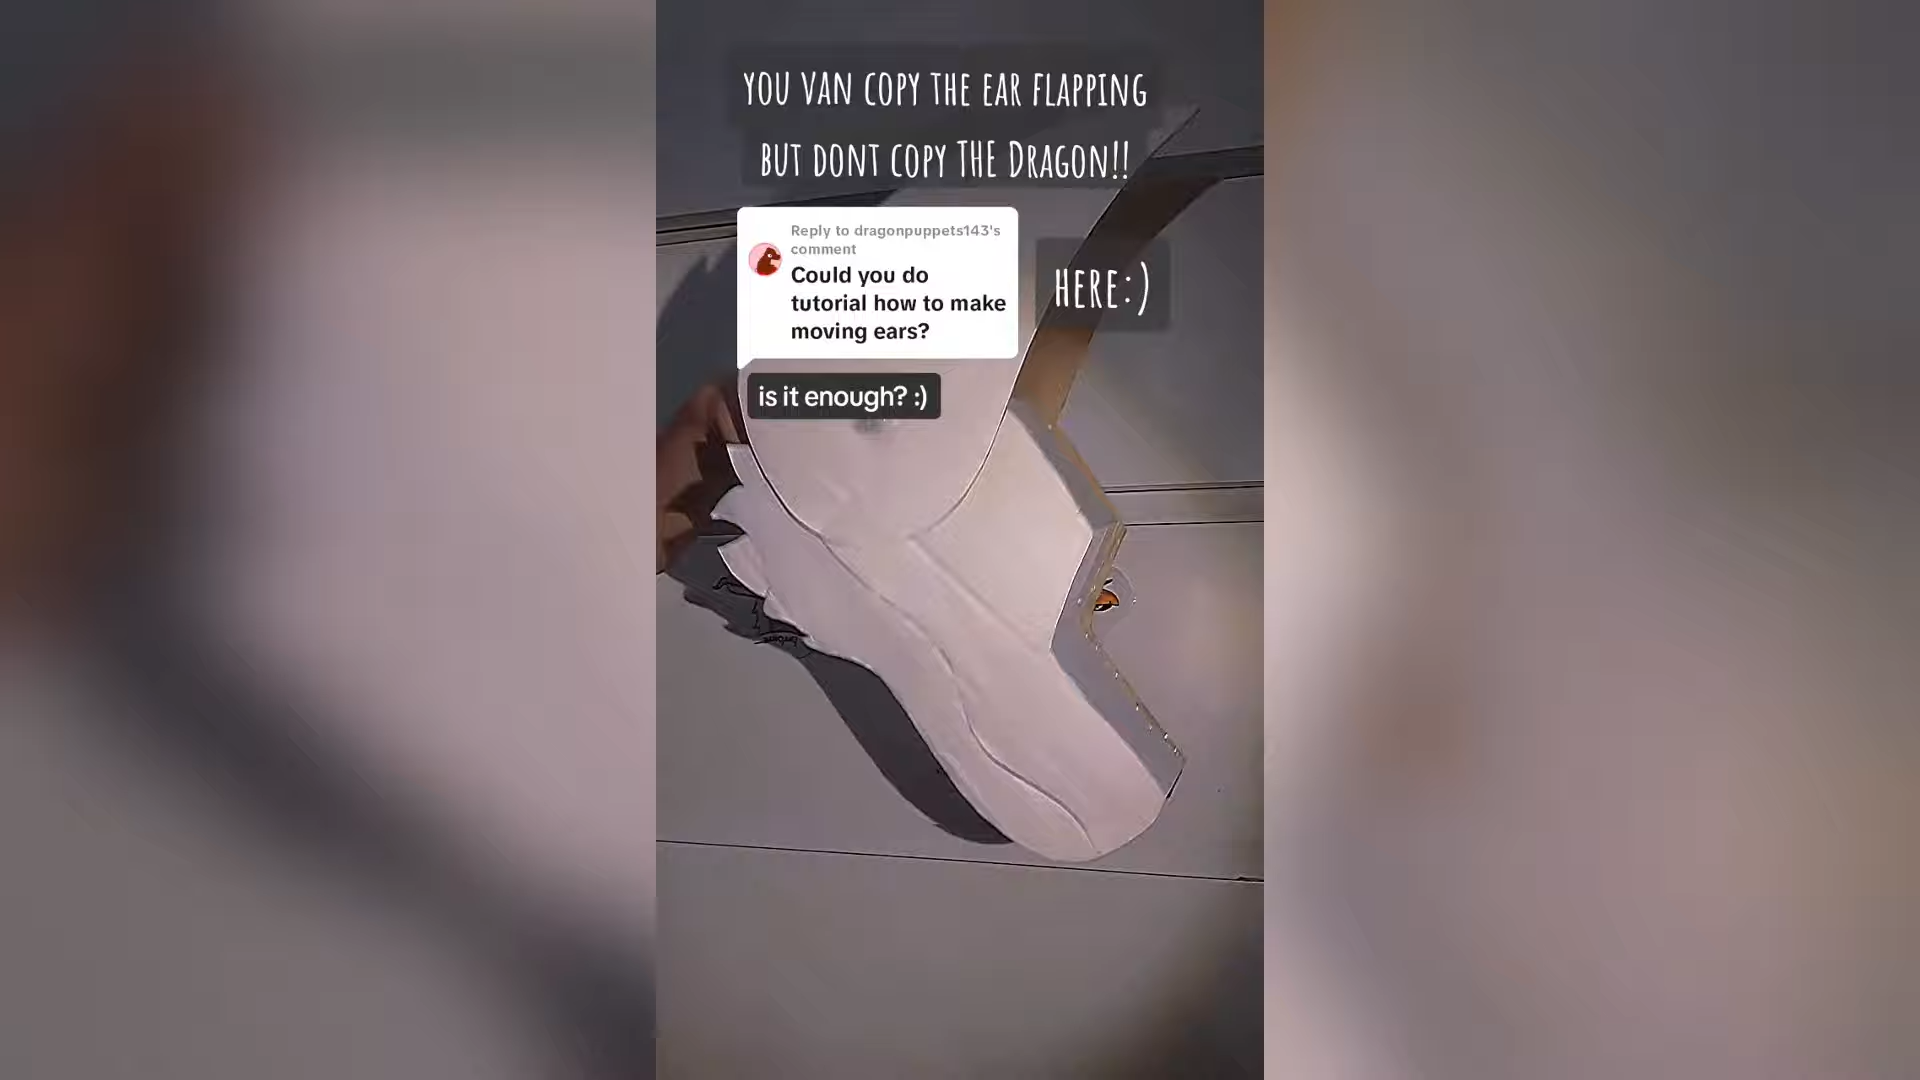 YOU VAN COPY THE EAR FLAPPING
BUT DONT COPY THE DRAGON!!
Reply to dragonpuppets143's
comment
Could you do
tutorial how to make
moving ears?
HERE:)
is it enough? :)